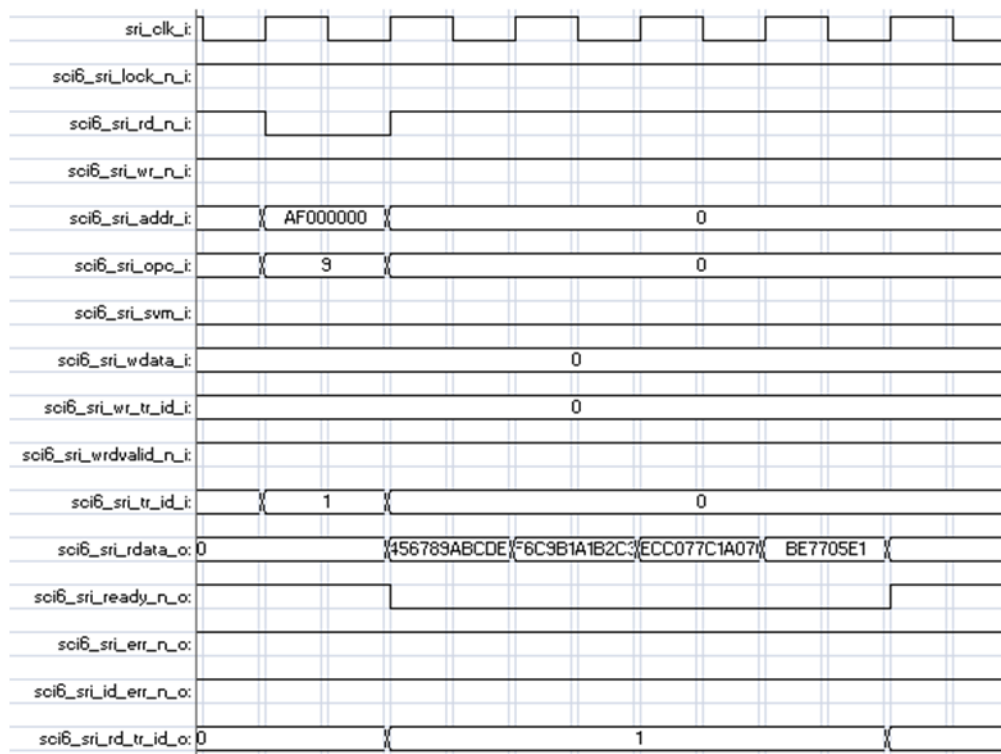 sri_clk_i:
sci6_sri_lock_n_i:
sci6_sri_rd_n_i:
sci6_sri_wr_n_i:
sci6_sri_addr_i: AF000000 0
sci6_sri_opc_i: 9 0
sci6_sri_svm_i:
sci6_sri_wdata_i: 0
sci6_sri_wr_tr_id_i: 0
sci6_sri_wrdvalid_n_i:
sci6_sri_tr_id_i: 1 0
sci6_sri_rdata_o: 0 456789ABCDE F6C9B1A1B2C3 ECC077C1A070 BE7705E1
sci6_sri_ready_n_o:
sci6_sri_err_n_o:
sci6_sri_id_err_n_o:
sci6_sri_rd_tr_id_o: 0 1